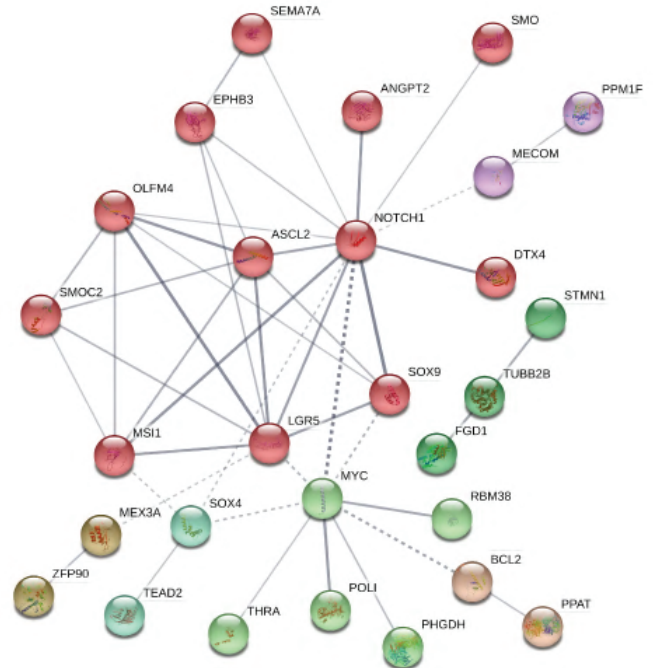 SEMA7A
SMO
ANGPT2
PPM1F
EPHB3
MECOM
OLFM4
NOTCH1
ASCL2
DTX4
SMOC2
STMN1
TUBB2B
SOX9
LGR5
FGD1
MSI1
MYC
SOX4
MEX3A
RBM38
BCL2
ZFP90
TEAD2
POLI
THRA
PPAT
PHGDH